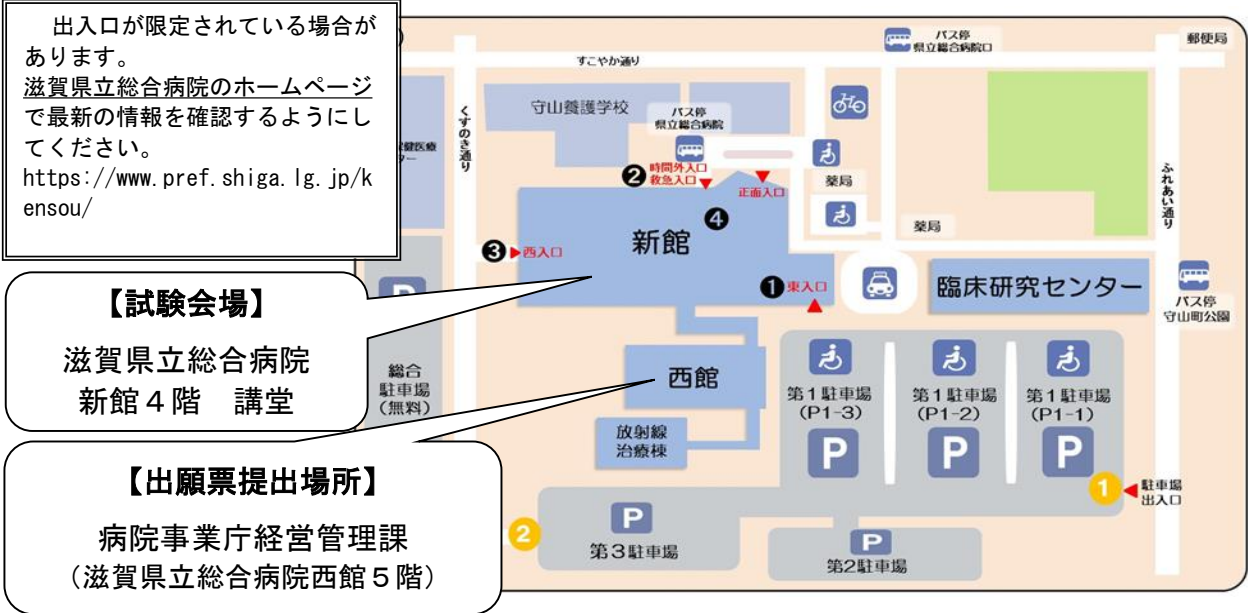 出入口が限定されている場合が
あります。
滋賀県立総合病院のホームページ
で最新の情報を確認するようにし
てください。
https://www.pref.shiga.lg.jp/k
ensou/
【試験会場】
滋賀県立総合病院
新館４階　講堂
【出願票提出場所】
病院事業庁経営管理課
（滋賀県立総合病院西館５階）
すこやか通り
バス停
県立総合病院口
郵便局
くすのき通り
守山養護学校
バス停
県立総合病院
❷
時間外入口
救急入口
正面入口
薬局
薬局
ふれあい通り
❹
新館
❸
西入口
❶
東入口
臨床研究センター
バス停
守山町公園
P
総合
駐車場
(無料)
西館
放射線
治療棟
第1駐車場
(P1-3)
P
第1駐車場
(P1-2)
P
第1駐車場
(P1-1)
P
1
駐車場
出入口
2
P
第3駐車場
P
第2駐車場